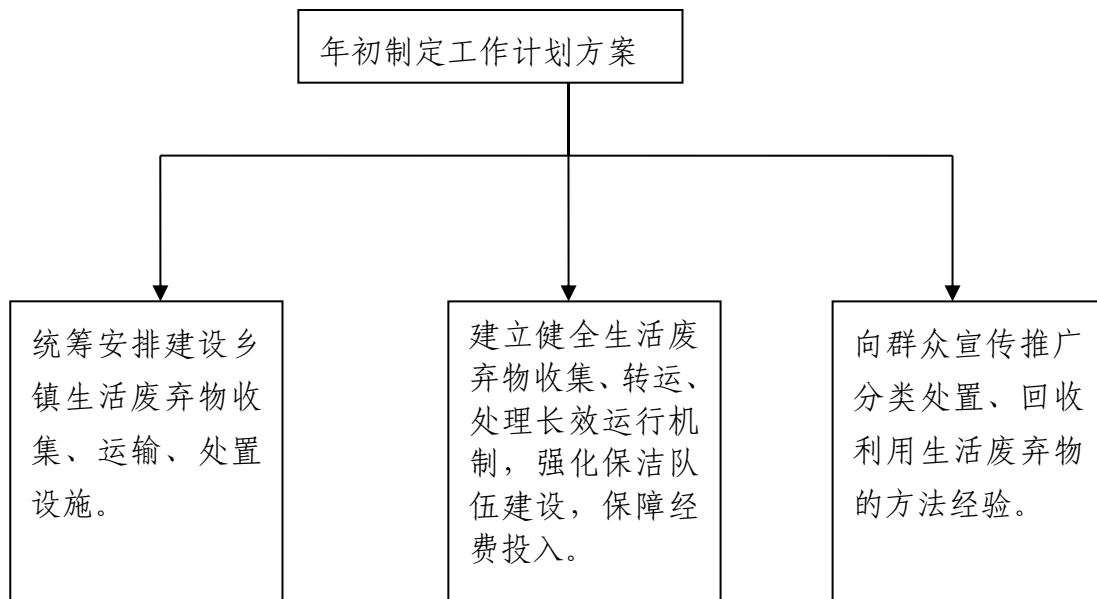 年初制定工作计划方案
统筹安排建设乡
镇生活废弃物收
集、运输、处置
设施。
建立健全生活废
弃物收集、转运、
处理长效运行机
制，强化保洁队
伍建设，保障经
费投入。
向群众宣传推广
分类处置、回收
利用生活废弃物
的方法经验。